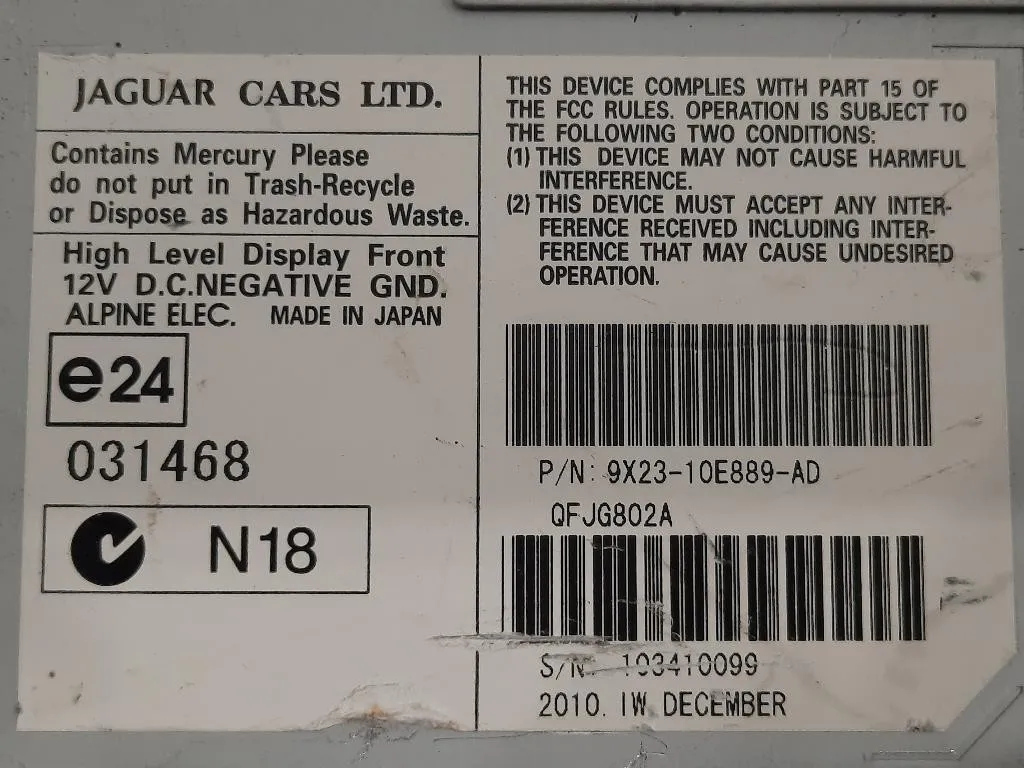 JAGUAR CARS LTD.
Contains Mercury Please
do not put in Trash-Recycle
or Dispose as Hazardous Waste.
High Level Display Front
12V D.C.NEGATIVE GND.
ALPINE ELEC. MADE IN JAPAN
e24
031468
N18
THIS DEVICE COMPLIES WITH PART 15 OF
THE FCC RULES. OPERATION IS SUBJECT TO
THE FOLLOWING TWO CONDITIONS:
(1) THIS DEVICE MAY NOT CAUSE HARMFUL
INTERFERENCE.
(2) THIS DEVICE MUST ACCEPT ANY INTER-
FERENCE RECEIVED INCLUDING INTER-
FERENCE THAT MAY CAUSE UNDESIRED
OPERATION.
P/N: 9X23-10E889-AD
QFJG802A
S/N. 103410099
2010. 1W. DECEMBER